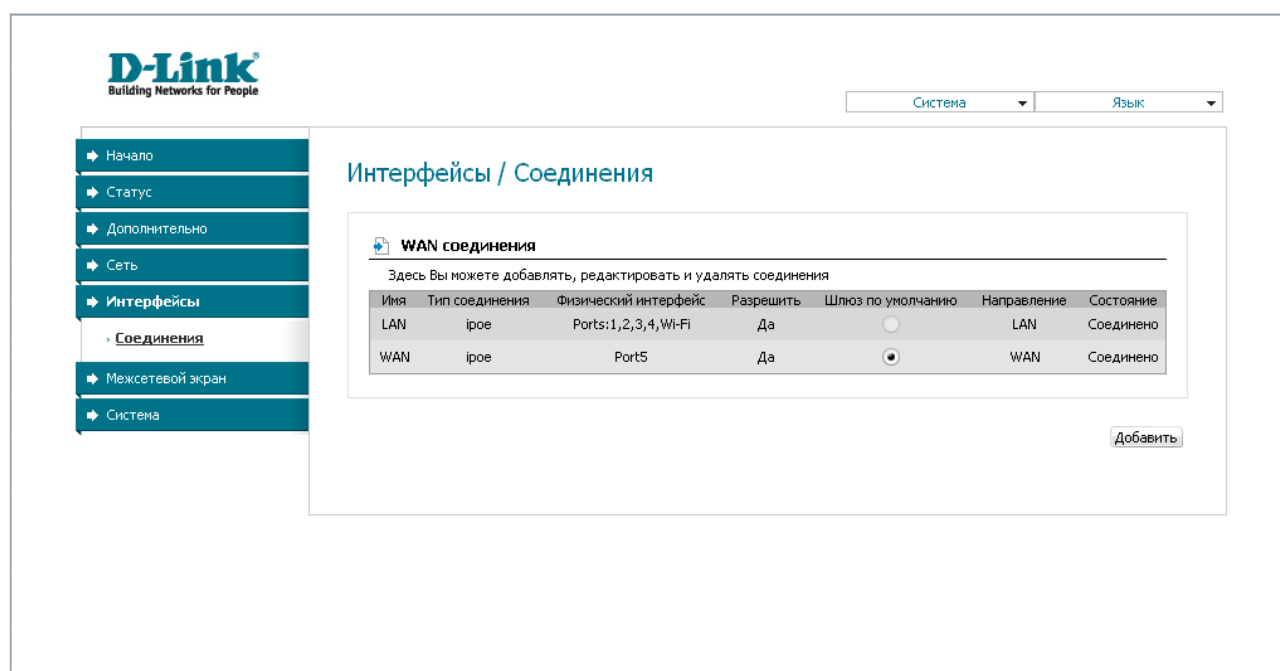 D-Link
Building Networks for People
Система Язык
Начало
Статус
Дополнительно
Сеть
Интерфейсы
Соединения
Межсетевой экран
Система
Интерфейсы / Соединения
WAN соединения
Здесь Вы можете добавлять, редактировать и удалять соединения
Имя Тип соединения Физический интерфейс Разрешить Шлюз по умолчанию Направление Состояние
LAN ipoe Ports:1,2,3,4,Wi-Fi Да LAN Соединено
WAN ipoe Port5 Да WAN Соединено
Добавить